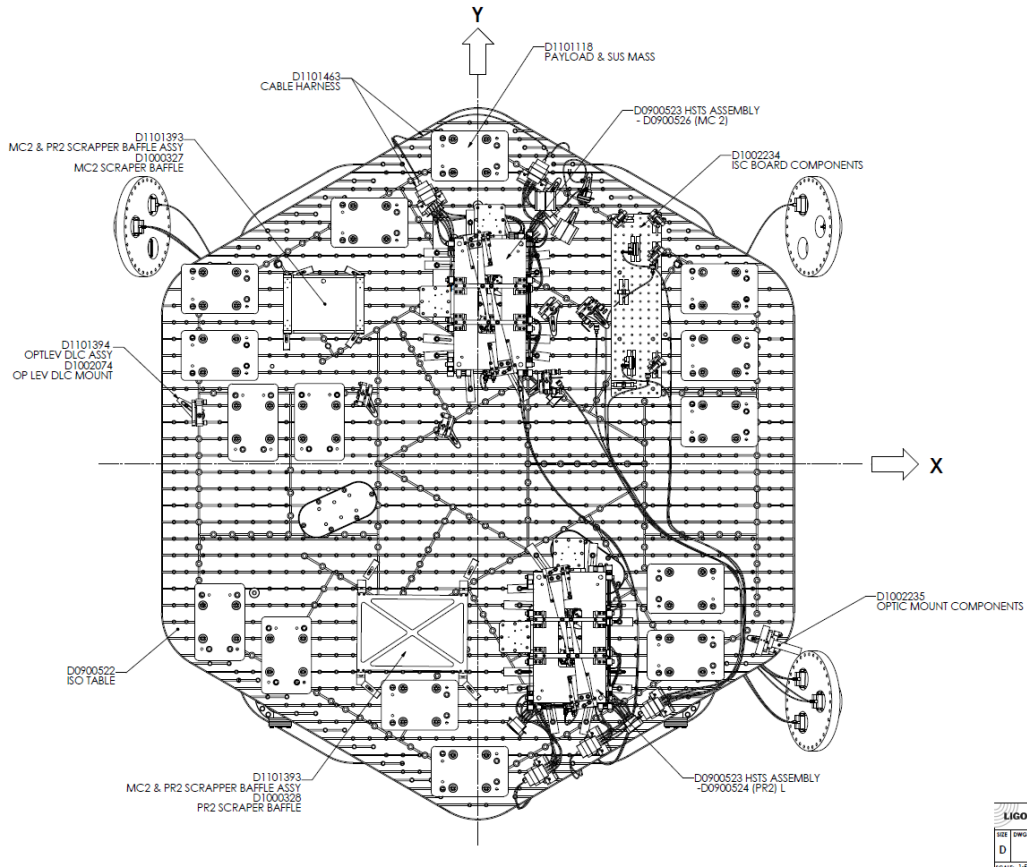 Y
D1101118
PAYLOAD & SUS MASS
D1101463
CABLE HARNESS
D0900523 HSTS ASSEMBLY
- D0900526 (MC 2)
D1101393
MC2 & PR2 SCRAPPER BAFFLE ASSY
D1000327
MC2 SCRAPER BAFFLE
D1002234
ISC BOARD COMPONENTS
D1101394
OPTLEV DLC ASSY
D1002074
OP LEV DLC MOUNT
X
D1002235
OPTIC MOUNT COMPONENTS
D0900522
ISO TABLE
D1101393
MC2 & PR2 SCRAPPER BAFFLE ASSY
D1000328
PR2 SCRAPER BAFFLE
D0900523 HSTS ASSEMBLY
-D0900524 (PR2) L
LIGO
SIZE
DWG
D